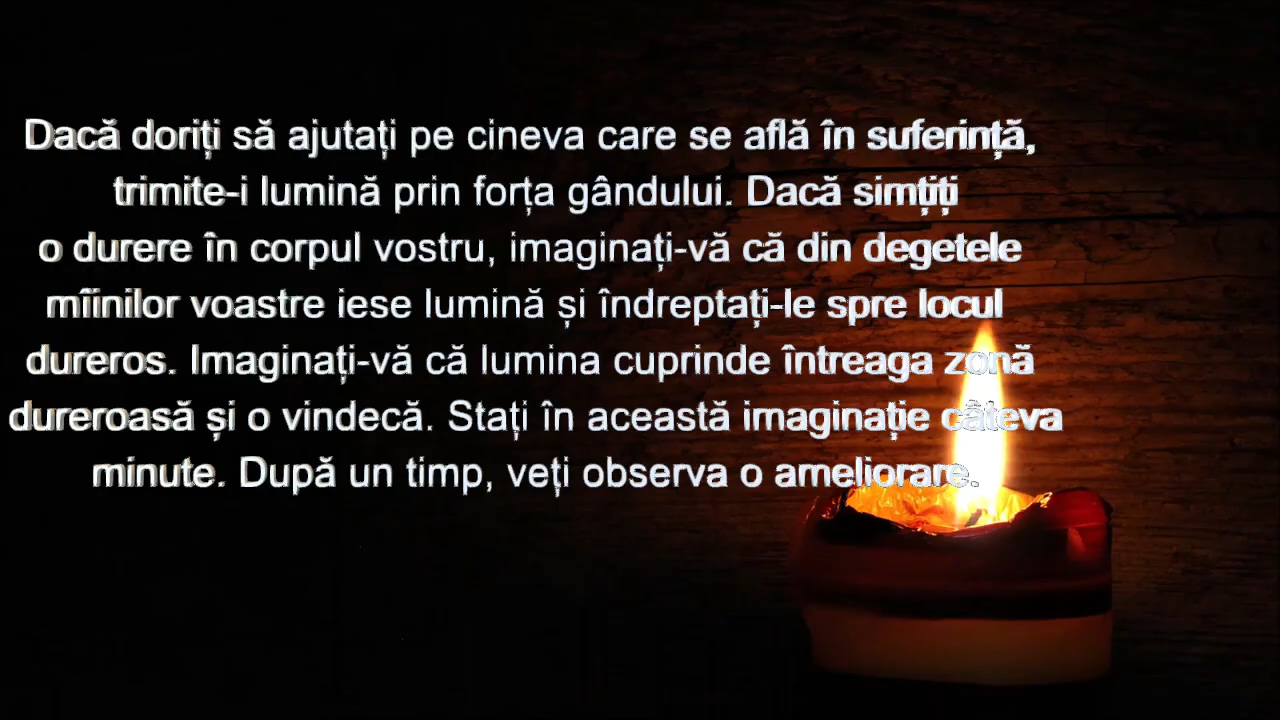 Dacă doriți să ajutați pe cineva care se află în suferință,
trimite-i lumină prin forța gândului. Dacă simțiți
o durere în corpul vostru, imaginați-vă că din degetele
mîinilor voastre iese lumină și îndreptați-le spre locul
dureros. Imaginați-vă că lumina cuprinde întreaga zonă
dureroasă și o vindecă. Stați în această imaginație câteva
minute. După un timp, veți observa o ameliorare.